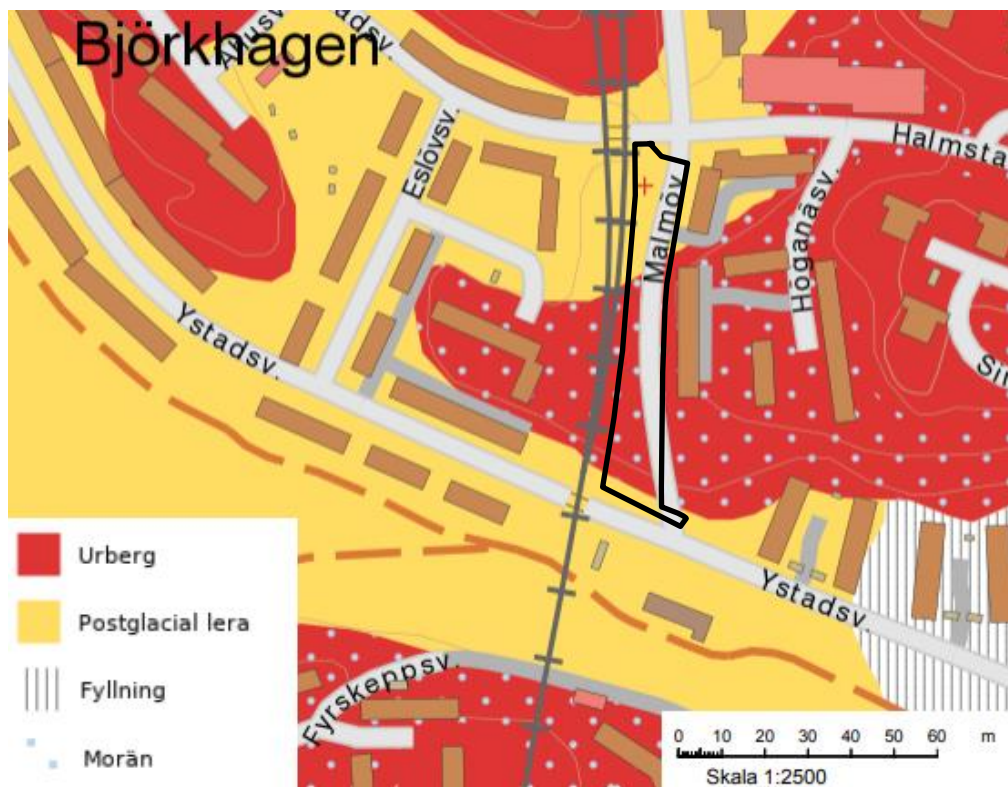 Björkhagen
Halmsta
Eslövsv.
Malmöv
Höganäsv.
Ystadsv.
Ystadsv.
Fyrskeppsv.
Urberg
Postglacial lera
Fyllning
Morän
0 10 20 30 40 50 60 m
Skala 1:2500